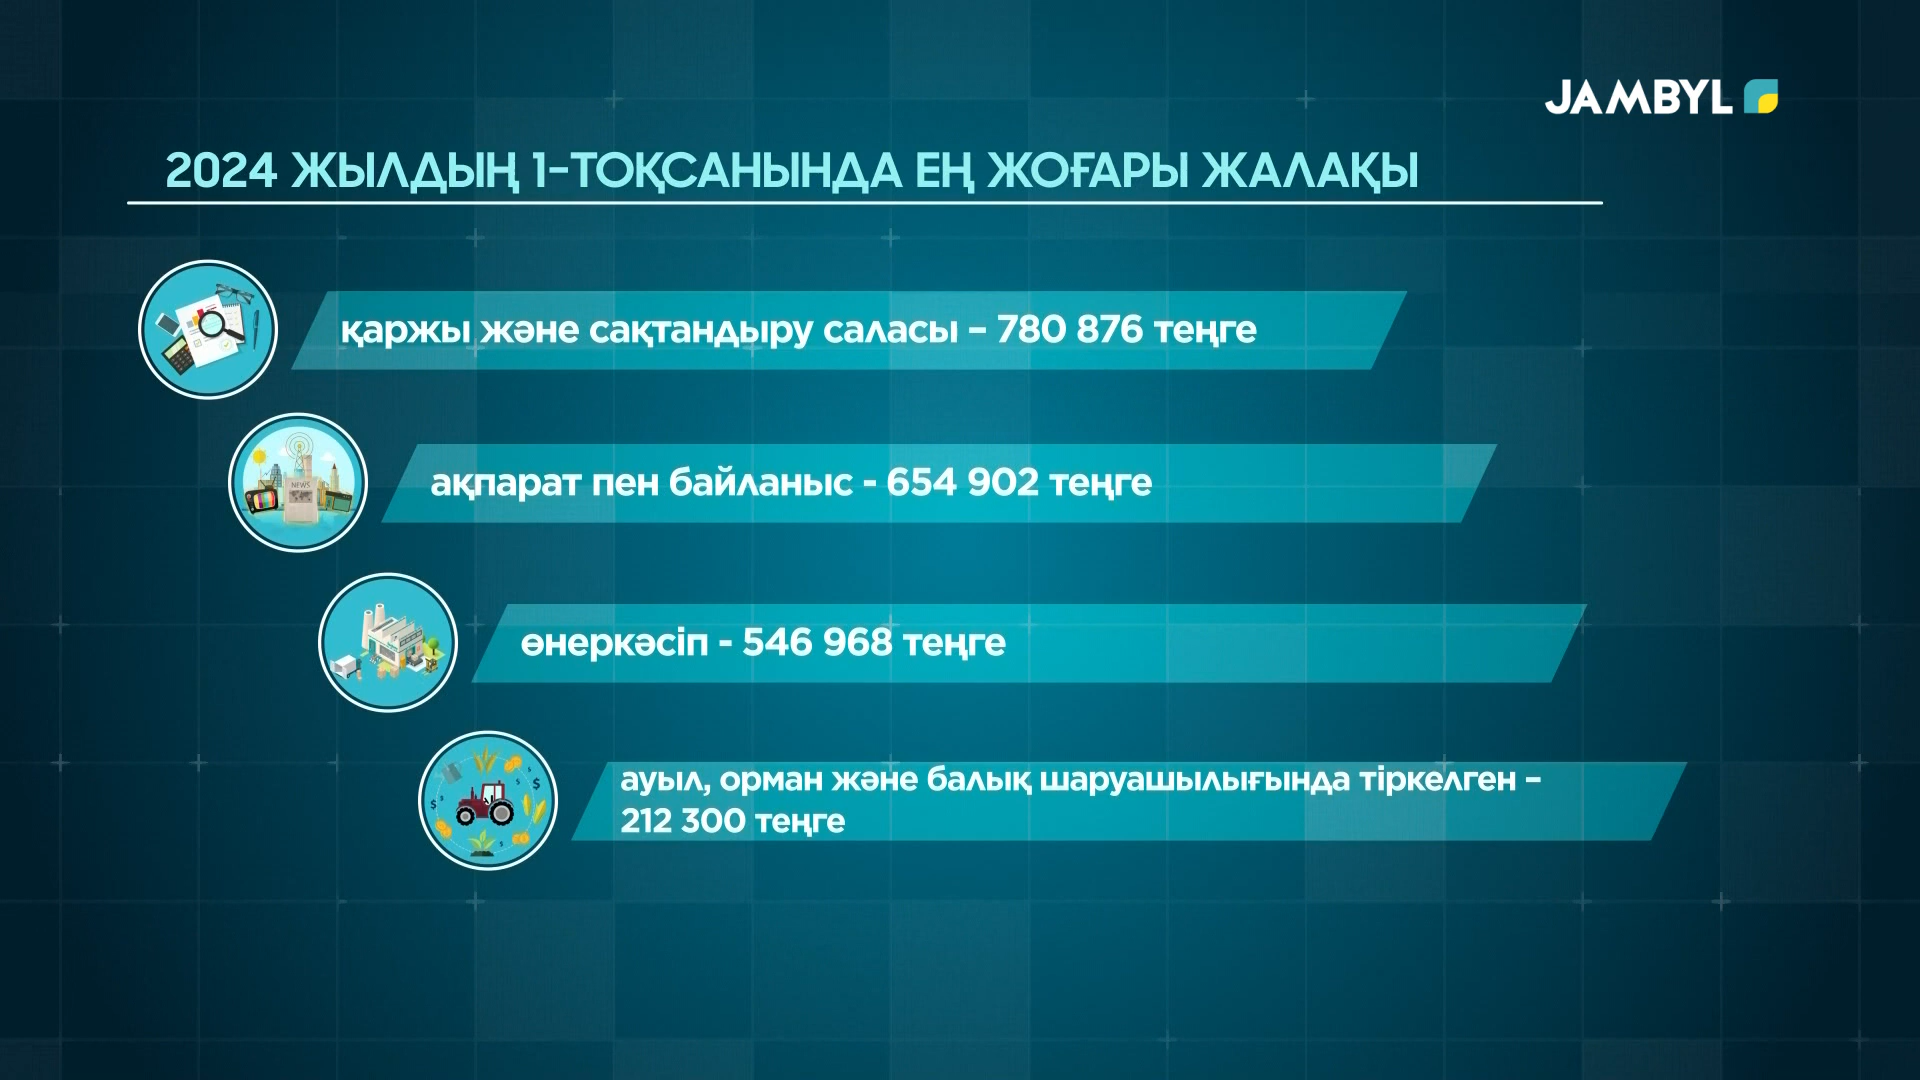 JAMBYL
2024 ЖЫЛДЫҢ 1-ТОҚСАНЫНДА ЕҢ ЖОҒАРЫ ЖАЛАҚЫ
қаржы және сақтандыру саласы – 780 876 теңге
ақпарат пен байланыс - 654 902 теңге
NEWS
өнеркәсіп - 546 968 теңге
ауыл, орман және балық шаруашылығында тіркелген –
212 300 теңге